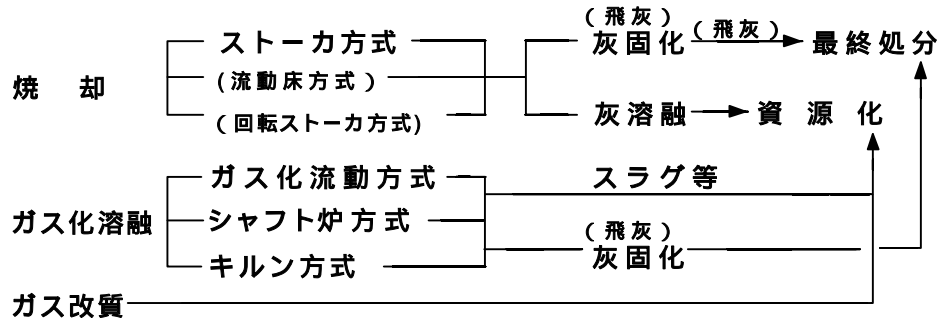 (飛灰)
ストーカ方式 灰固化 (飛灰) 最終処分
焼 却 (流動床方式)
(回転ストーカ方式) 灰溶融 資 源 化
ガス化流動方式 スラグ等
ガス化溶融 シャフト炉方式
(飛灰)
キルン方式 灰固化
ガス改質